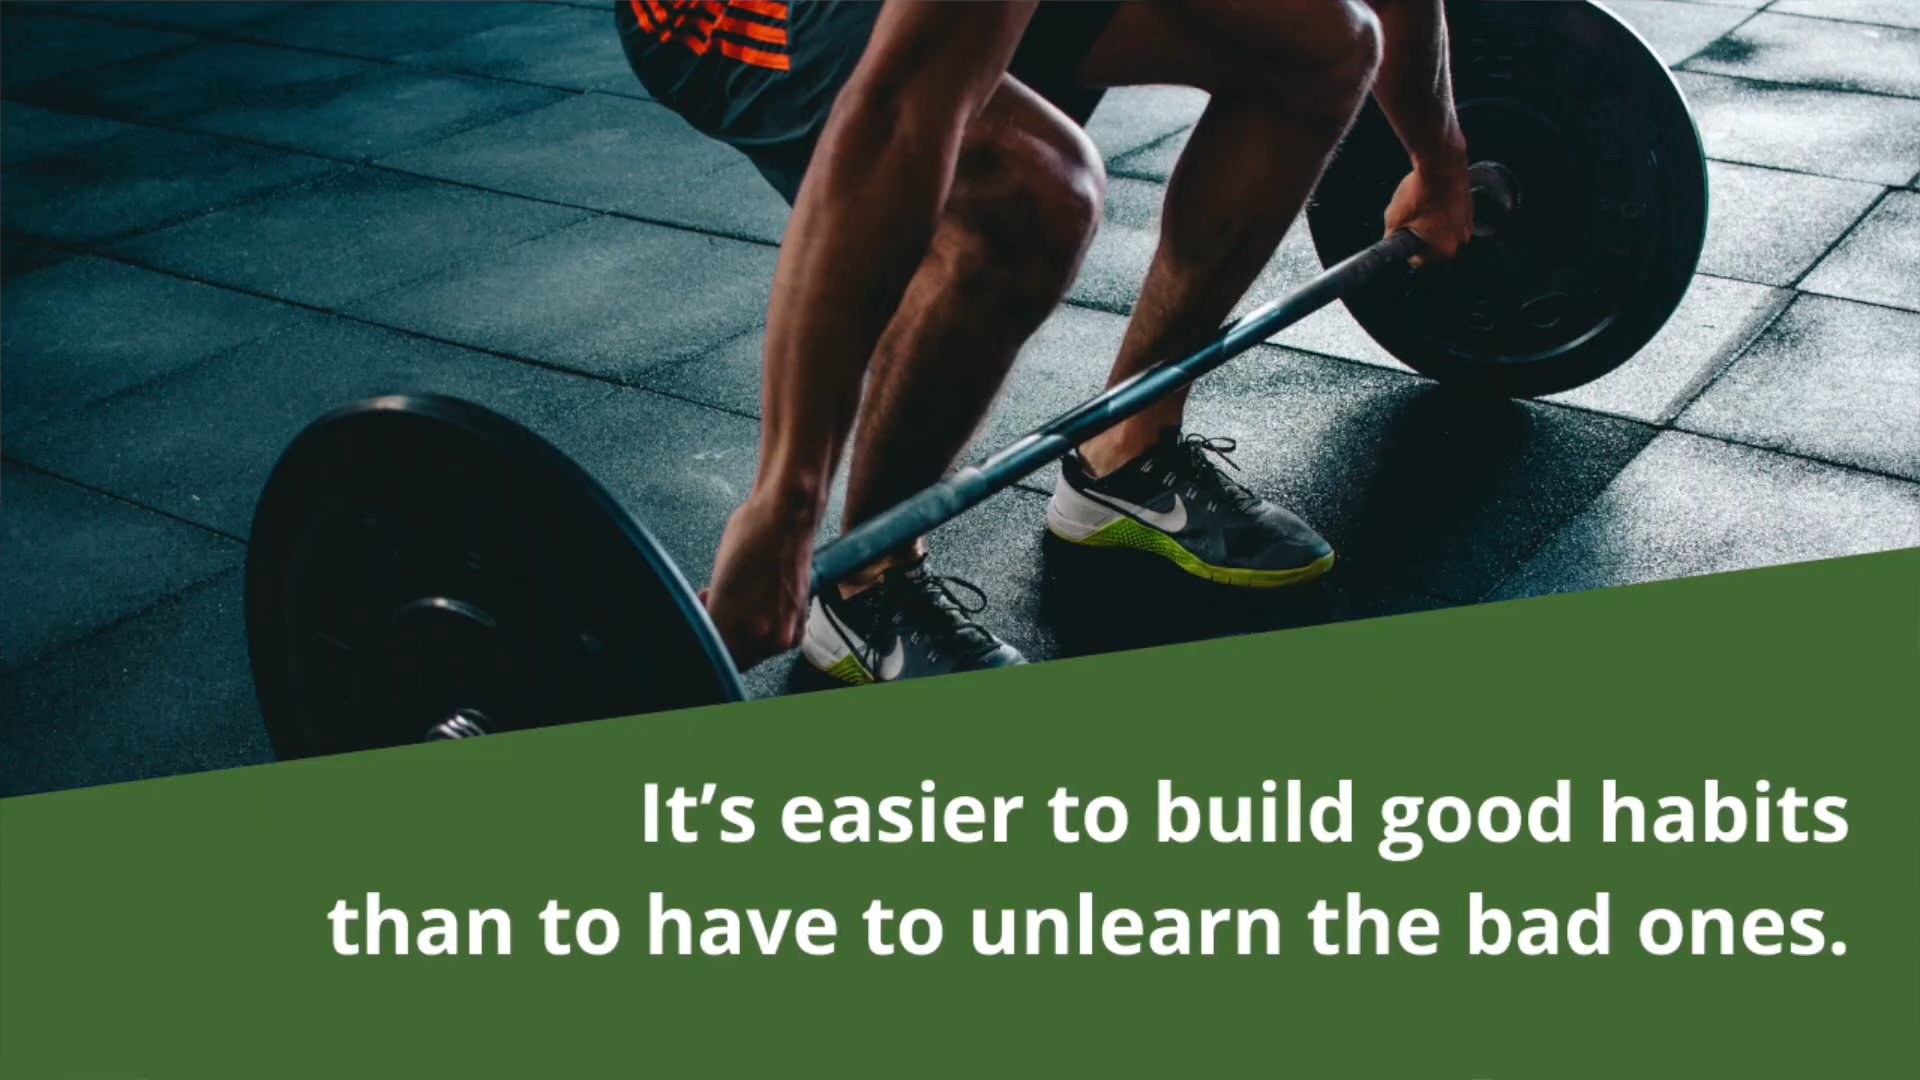 It’s easier to build good habits
than to have to unlearn the bad ones.